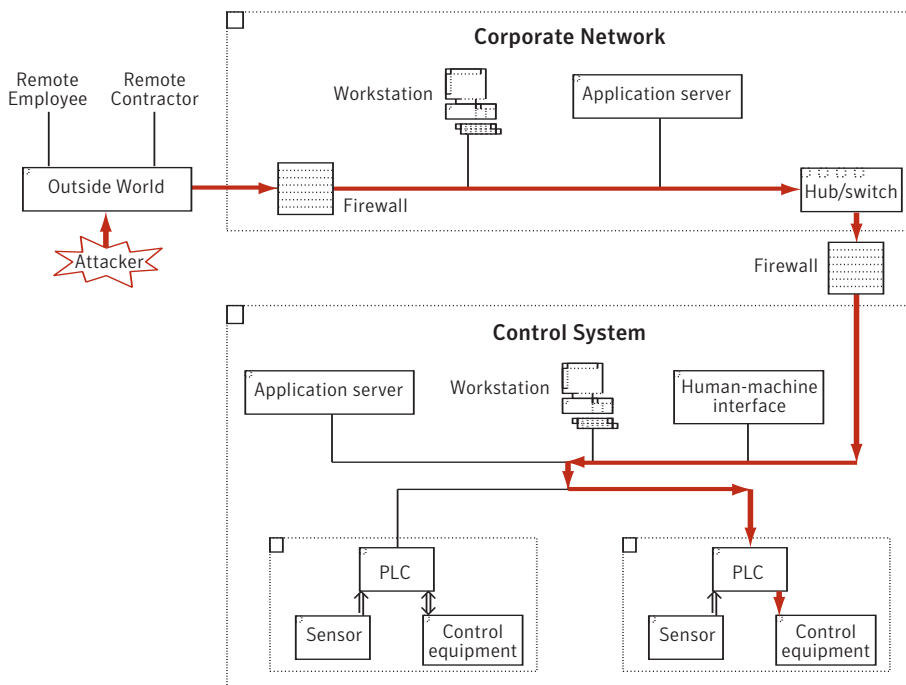 Corporate Network
Remote
Employee
Remote
Contractor
Workstation
Application server
Outside World
Firewall
Hub/switch
Attacker
Firewall
Control System
Application server
Workstation
Human-machine
interface
PLC
Sensor
Control
equipment
PLC
Sensor
Control
equipment